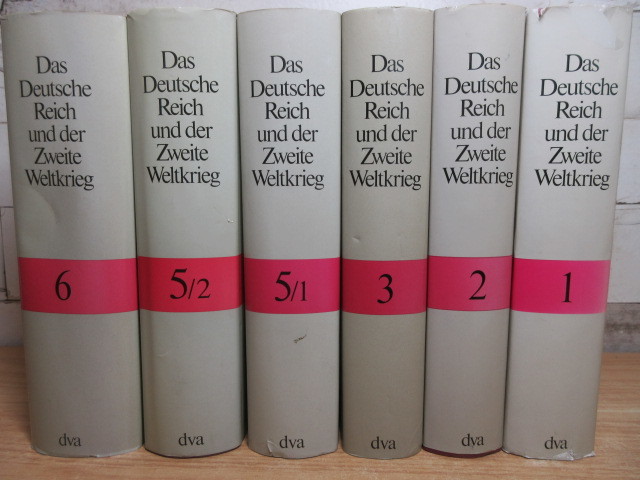 Das
Deutsche
Reich
und der
Zweite
Weltkrieg
6
dva
Das
Deutsche
Reich
und der
Zweite
Weltkrieg
5/2
dva
Das
Deutsche
Reich
und der
Zweite
Weltkrieg
5/1
dva
Das
Deutsche
Reich
und der
Zweite
Weltkrieg
3
dva
Das
Deutsche
Reich
und der
Zweite
Weltkrieg
2
dva
Das
Deutsche
Reich
und der
Zweite
Weltkrieg
1
dva